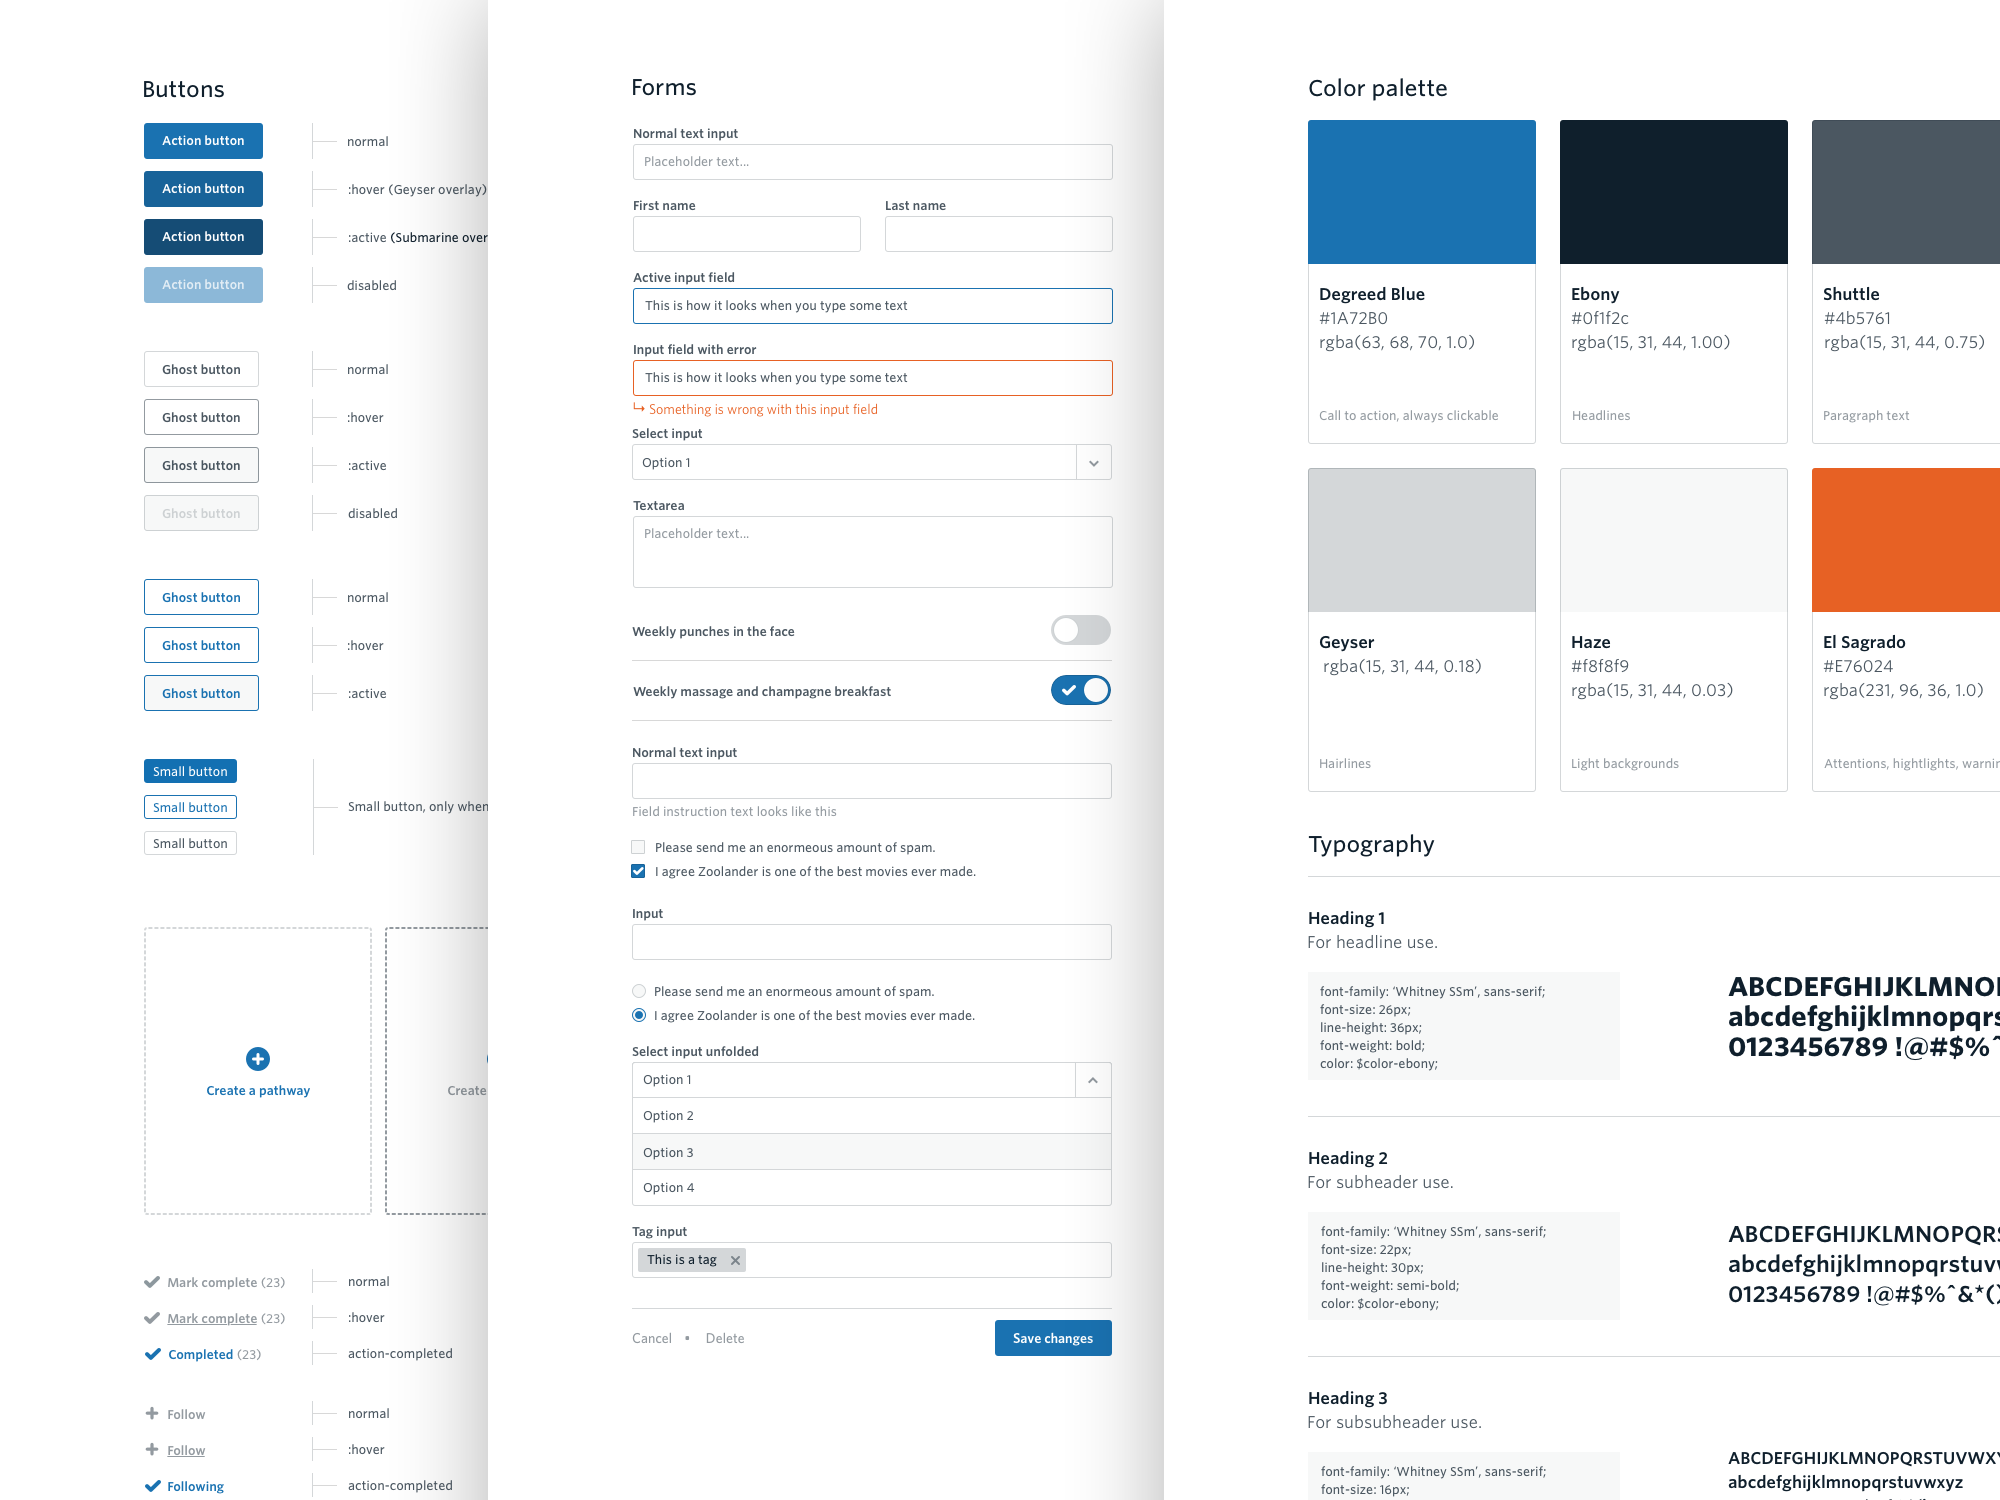 Buttons
Action button
normal
Action button
:hover (Geyser overlay)
Action button
:active (Submarine over
Action button
disabled
Ghost button
normal
Ghost button
:hover
Ghost button
:active
Ghost button
disabled
Ghost button
normal
Ghost button
:hover
Ghost button
:active
Small button
Small button
Small button, only when
Small button
Create a pathway
Create
Mark complete (23)
normal
Mark complete (23)
:hover
Completed (23)
action-completed
Follow
normal
Follow
:hover
Following
action-completed
Forms
Normal text input
Placeholder text...
First name
Last name
Active input field
This is how it looks when you type some text
Input field with error
This is how it looks when you type some text
Something is wrong with this input field
Select input
Option 1
Textarea
Placeholder text...
Weekly punches in the face
Weekly massage and champagne breakfast
Normal text input
Field instruction text looks like this
Please send me an enormeous amount of spam.
I agree Zoolander is one of the best movies ever made.
Input
Please send me an enormeous amount of spam.
I agree Zoolander is one of the best movies ever made.
Select input unfolded
Option 1
Option 2
Option 3
Option 4
Tag input
This is a tag
Cancel • Delete
Save changes
Color palette
Degreed Blue
#1A72B0
rgba(63, 68, 70, 1.0)
Call to action, always clickable
Ebony
#0f1f2c
rgba(15, 31, 44, 1.00)
Headlines
Shuttle
#4b5761
rgba(15, 31, 44, 0.75)
Paragraph text
Geyser
rgba(15, 31, 44, 0.18)
Hairlines
Haze
#f8f8f9
rgba(15, 31, 44, 0.03)
Light backgrounds
El Sagrado
#E76024
rgba(231, 96, 36, 1.0)
Attentions, hightlights, warnin
Typography
Heading 1
For headline use.
font-family: ‘Whitney SSm’, sans-serif;
font-size: 26px;
line-height: 36px;
font-weight: bold;
color: $color-ebony;
ABCDEFGHIJKLMNO
abcdefghijklmnopqrs
0123456789 !@#$%^
Heading 2
For subheader use.
font-family: ‘Whitney SSm’, sans-serif;
font-size: 22px;
line-height: 30px;
font-weight: semi-bold;
color: $color-ebony;
ABCDEFGHIJKLMNOPQRS
abcdefghijklmnopqrstuvw
0123456789 !@#$%^&*()
Heading 3
For subsubheader use.
font-family: ‘Whitney SSm’, sans-serif;
font-size: 16px;
ABCDEFGHIJKLMNOPQRSTUVWXY
abcdefghijklmnopqrstuvwxyz